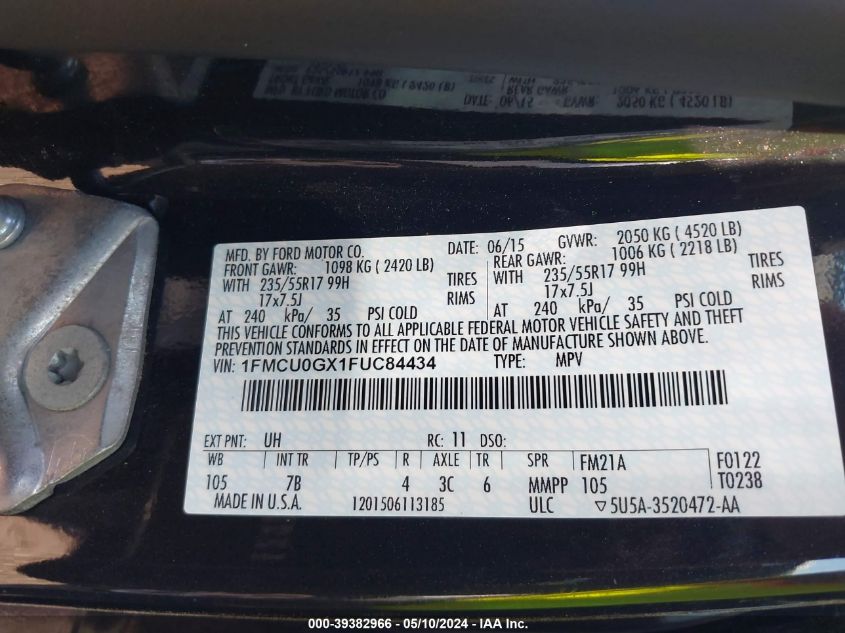 MFD. BY FORD MOTOR CO. DATE: 06/15 GVWR: 2050 KG ( 4520 LB)
FRONT GAWR: 1098 KG ( 2420 LB) REAR GAWR: 1006 KG ( 2218 LB)
WITH 235/55R17 99H TIRES WITH 235/55R17 99H TIRES
17x7.5J RIMS 17x7.5J RIMS
AT 240 kPa/ 35 PSI COLD AT 240 kPa/ 35 PSI COLD
THIS VEHICLE CONFORMS TO ALL APPLICABLE FEDERAL MOTOR VEHICLE SAFETY AND THEFT
PREVENTION STANDARDS IN EFFECT ON THE DATE OF MANUFACTURE SHOWN ABOVE.
VIN: 1FMCU0GX1FUC84434 TYPE: MPV
EXT PNT: UH RC: 11 DSO:
WB INT TR TP/PS R AXLE TR SPR FM21A F0122
105 7B 4 3C 6 MMPP 105 T0238
MADE IN U.S.A. 1201506113185 ULC ▽5U5A-3520472-AA
000-39382966 - 05/10/2024 - IAA Inc.